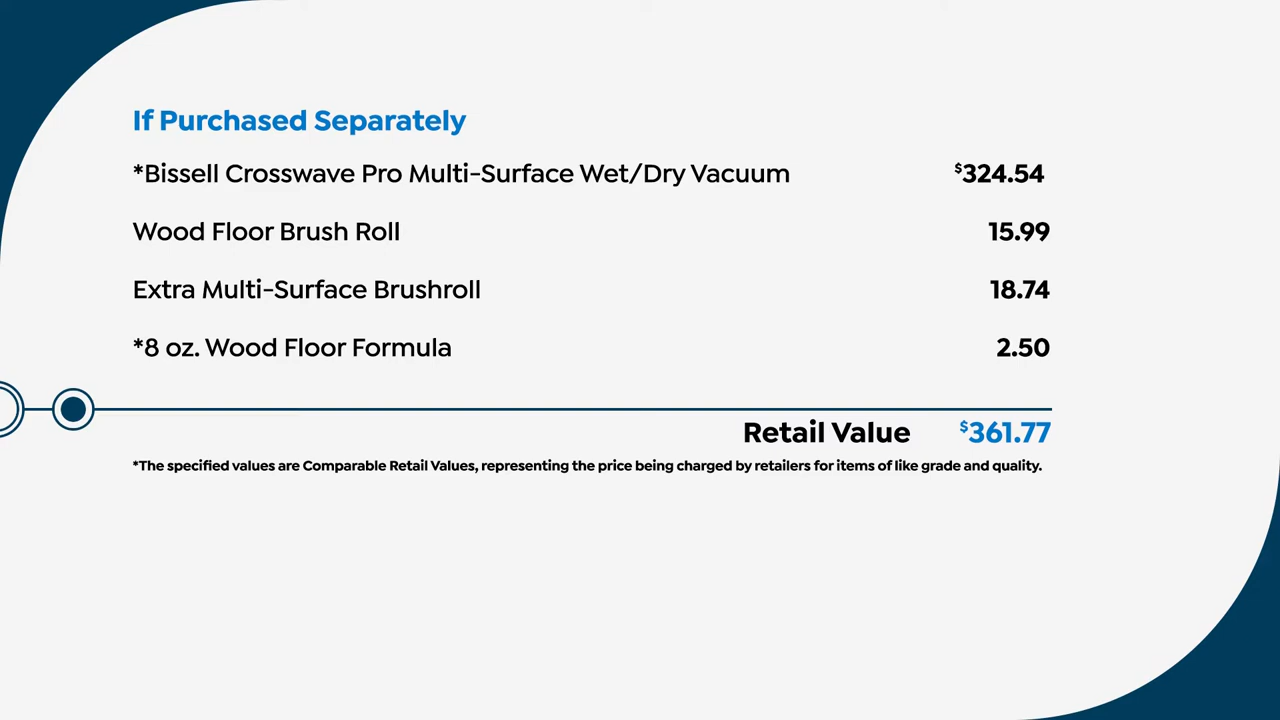 If Purchased Separately
*Bissell Crosswave Pro Multi-Surface Wet/Dry Vacuum $324.54
Wood Floor Brush Roll 15.99
Extra Multi-Surface Brushroll 18.74
*8 oz. Wood Floor Formula 2.50
Retail Value $361.77
*The specified values are Comparable Retail Values, representing the price being charged by retailers for items of like grade and quality.